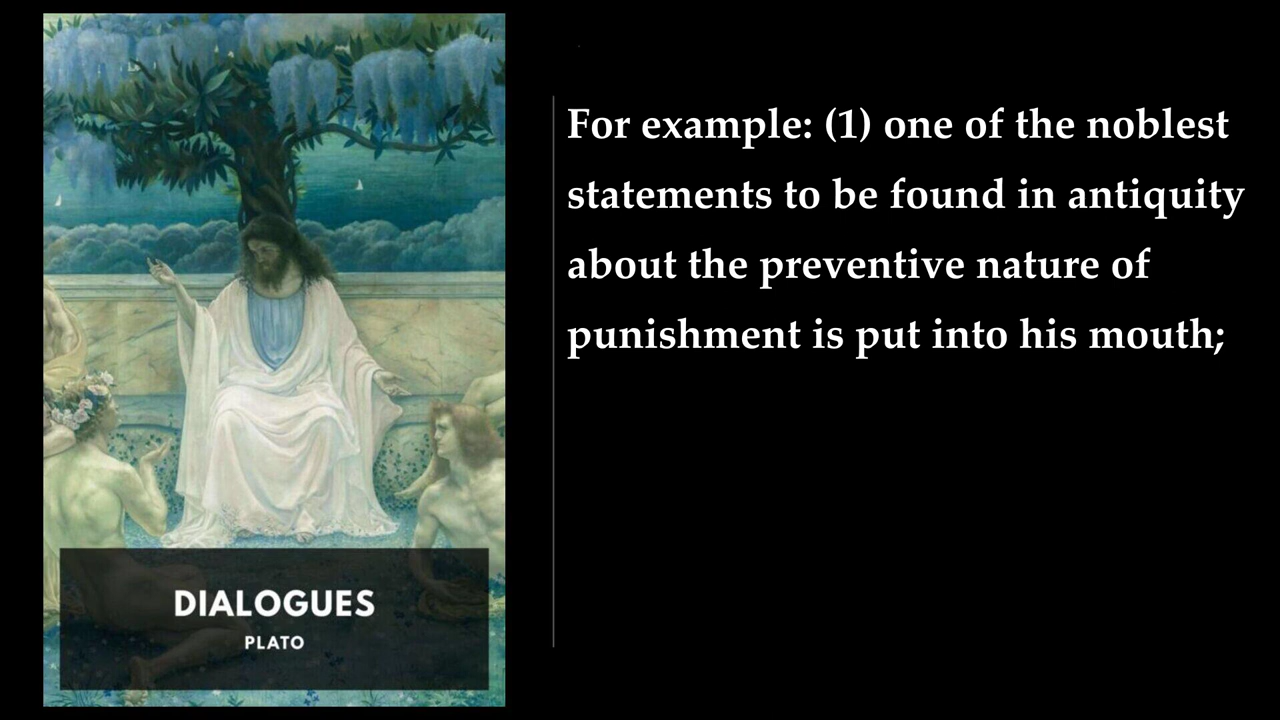 For example: (1) one of the noblest
statements to be found in antiquity
about the preventive nature of
punishment is put into his mouth;
DIALOGUES
PLATO